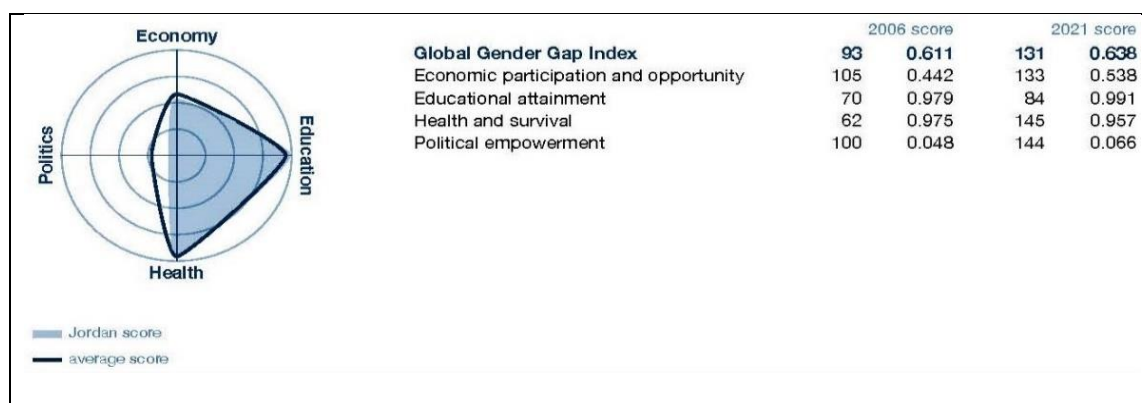 Economy
Education
Politics
Health
Jordan score
average score
2006 score 2021 score
Global Gender Gap Index 93 0.611 131 0.638
Economic participation and opportunity 105 0.442 133 0.538
Educational attainment 70 0.979 84 0.991
Health and survival 62 0.975 145 0.957
Political empowerment 100 0.048 144 0.066